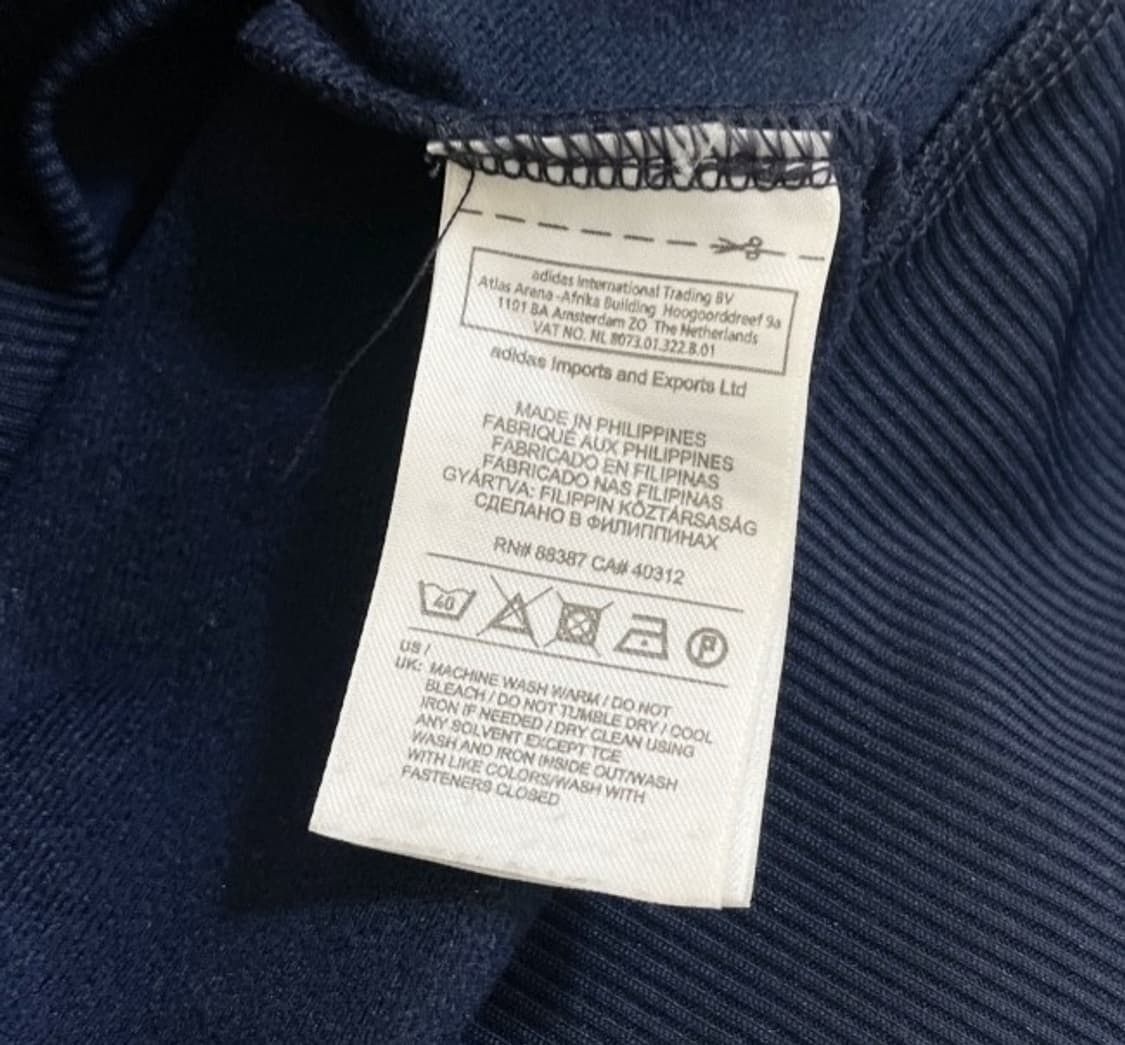 adidas International Trading BV
Atlas Arena -Afrika Building Hoogoorddreef 9a
1101 BA Amsterdam ZO The Netherlands
VAT NO. NL 8073.01.322.B.01
adidas Imports and Exports Ltd
MADE IN PHILIPPINES
FABRIQUÉ AUX PHILIPPINES
FABRICADO EN FILIPINAS
FABRICADO NAS FILIPINAS
GYÁRTVA: FILIPPIN KÖZTÁRSASÁG
СДЕЛАНО В ФИЛИППИНАХ
RN# 88387 CA# 40312
40 P
US /
UK: MACHINE WASH WARM / DO NOT
BLEACH / DO NOT TUMBLE DRY / COOL
IRON IF NEEDED / DRY CLEAN USING
ANY SOLVENT EXCEPT TCE
WASH AND IRON INSIDE OUT/WASH
WITH LIKE COLORS/WASH WITH
FASTENERS CLOSED